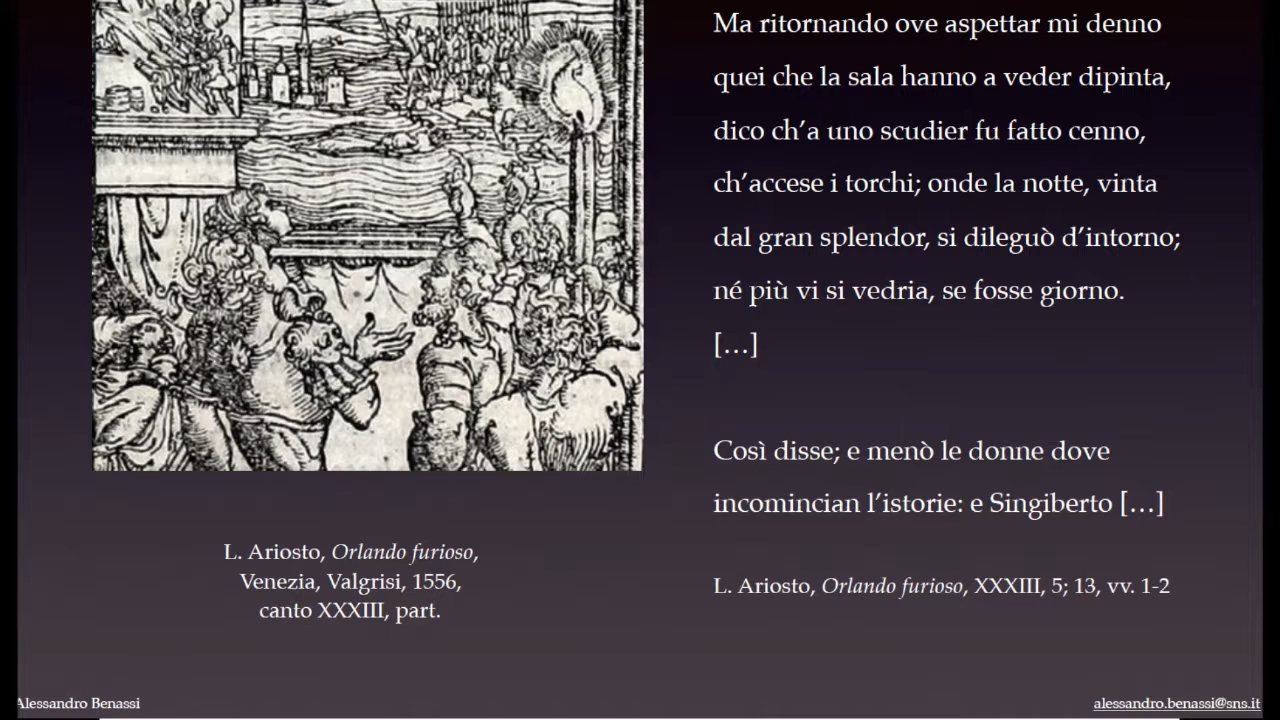 Ma ritornando ove aspettar mi denno
quei che la sala hanno a veder dipinta,
dico ch’a uno scudier fu fatto cenno,
ch’accese i torchi; onde la notte, vinta
dal gran splendor, si dileguò d’intorno;
né più vi si vedria, se fosse giorno.
[…]
Così disse; e menò le donne dove
incomincian l’istorie: e Singiberto […]
L. Ariosto, Orlando furioso, XXXIII, 5; 13, vv. 1-2
L. Ariosto, Orlando furioso,
Venezia, Valgrisi, 1556,
canto XXXIII, part.
Alessandro Benassi
alessandro.benassi@sns.it